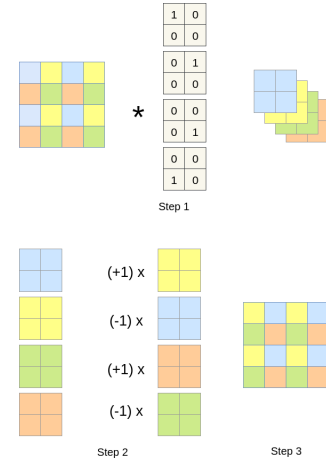 1 0
0 0
0 1
0 0
*
0 0
0 1
0 0
1 0
Step 1
(+1) x
(-1) x
(+1) x
(-1) x
Step 2
Step 3